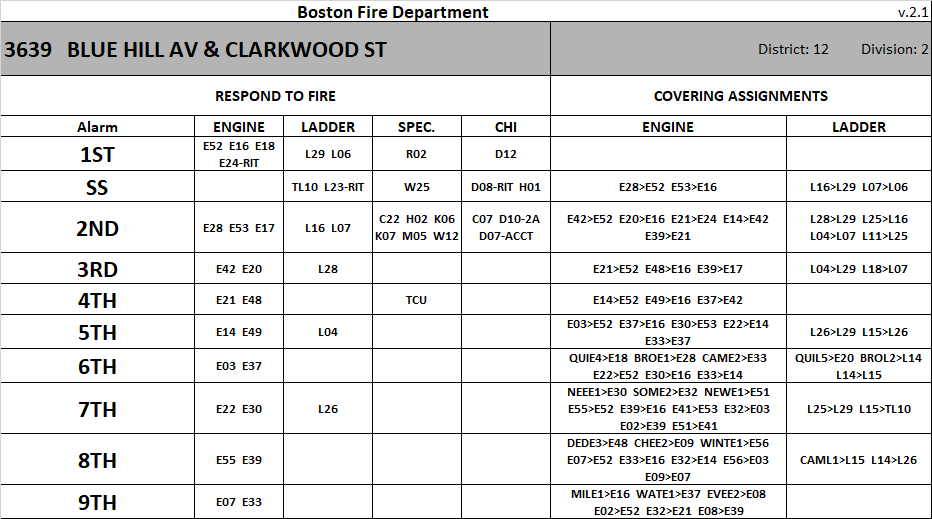 Boston Fire Department v.2.1
3639 BLUE HILL AV & CLARKWOOD ST District: 12 Division: 2
RESPOND TO FIRE COVERING ASSIGNMENTS
Alarm ENGINE LADDER SPEC. CHI ENGINE LADDER
1ST
E52 E16 E18
E24-RIT
L29 L06
R02
D12
SS
TL10 L23-RIT
W25
D08-RIT H01
E28>E52 E53>E16
L16>L29 L07>L06
2ND
E28 E53 E17
L16 L07
C22 H02 K06
K07 M05 W12
C07 D10-2A
D07-ACCT
E42>E52 E20>E16 E21>E24 E14>E42
E39>E21
L28>L29 L25>L16
L04>L07 L11>L25
3RD
E42 E20
L28
E21>E52 E48>E16 E39>E17
L04>L29 L18>L07
4TH
E21 E48
TCU
E14>E52 E49>E16 E37>E42
5TH
E14 E49
L04
E03>E52 E37>E16 E30>E53 E22>E14
E33>E37
L26>L29 L15>L26
6TH
E03 E37
QUIE4>E18 BROE1>E28 CAME2>E33
E22>E52 E30>E16 E33>E14
QUIL5>E20 BROL2>L14
L14>L15
7TH
E22 E30
L26
NEEE1>E30 SOME2>E32 NEWE1>E51
E55>E52 E39>E16 E41>E53 E32>E03
E02>E39 E51>E41
L25>L29 L15>TL10
8TH
E55 E39
DEDE3>E48 CHEE2>E09 WINTE1>E56
E07>E52 E33>E16 E32>E14 E56>E03
E09>E07
CAML1>L15 L14>L26
9TH
E07 E33
MILE1>E16 WATE1>E37 EVEE2>E08
E02>E52 E32>E21 E08>E39